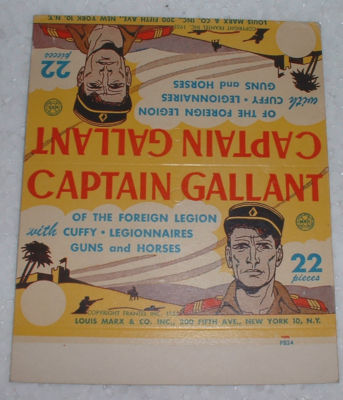 LOUIS MARX & CO. INC., 200 FIFTH AVE., NEW YORK 10, N.Y.
COPYRIGHT FRANTEL INC.
22
pieces
with CUFFY • LEGIONNAIRES
GUNS and HORSES
OF THE FOREIGN LEGION
CAPTAIN GALLANT
CAPTAIN GALLANT
OF THE FOREIGN LEGION
with CUFFY • LEGIONNAIRES
GUNS and HORSES
22
pieces
COPYRIGHT FRANTEL INC.
LOUIS MARX & CO. INC., 200 FIFTH AVE., NEW YORK 10, N.Y.